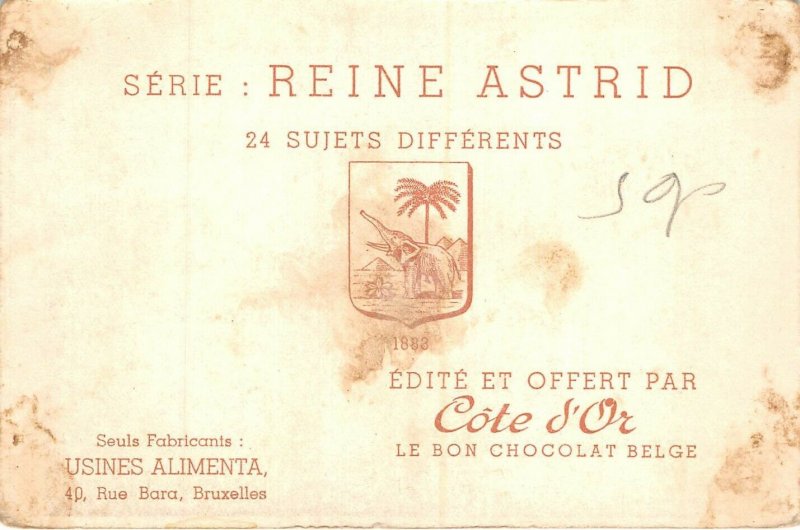 SÉRIE : REINE ASTRID
24 SUJETS DIFFÉRENTS
1883
ÉDITÉ ET OFFERT PAR
Côte d'Or
LE BON CHOCOLAT BELGE
Seuls Fabricants :
USINES ALIMENTA,
40, Rue Bara, Bruxelles